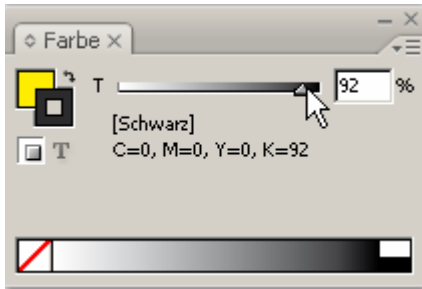 Farbe
T 92 %
[Schwarz]
T C=0, M=0, Y=0, K=92